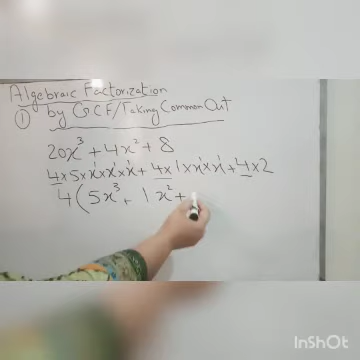 Algebraic Factorization
① by GCF/Taking Common Out
20x³ + 4x² + 8
4×5×x×x×x + 4×1×x×x + 4×2
4(5x³ + 1x² +
InShOt